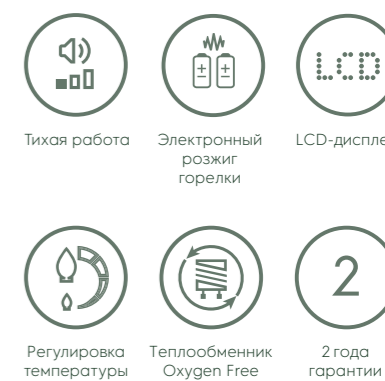 LCD
Тихая работа
Электронный
розжиг
горелки
LCD-диспле
2
Регулировка
температуры
Теплообменник
Oxygen Free
2 года
гарантии